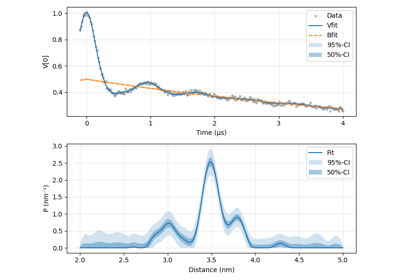 1.0
0.8
0.6
0.4
V[0]
Data
Vfit
Bfit
95%-CI
50%-CI
0
1
2
3
4
Time (μs)
3.0
2.5
2.0
1.5
1.0
0.5
0.0
P (nm⁻¹)
Fit
95%-CI
50%-CI
2.0
2.5
3.0
3.5
4.0
4.5
5.0
Distance (nm)